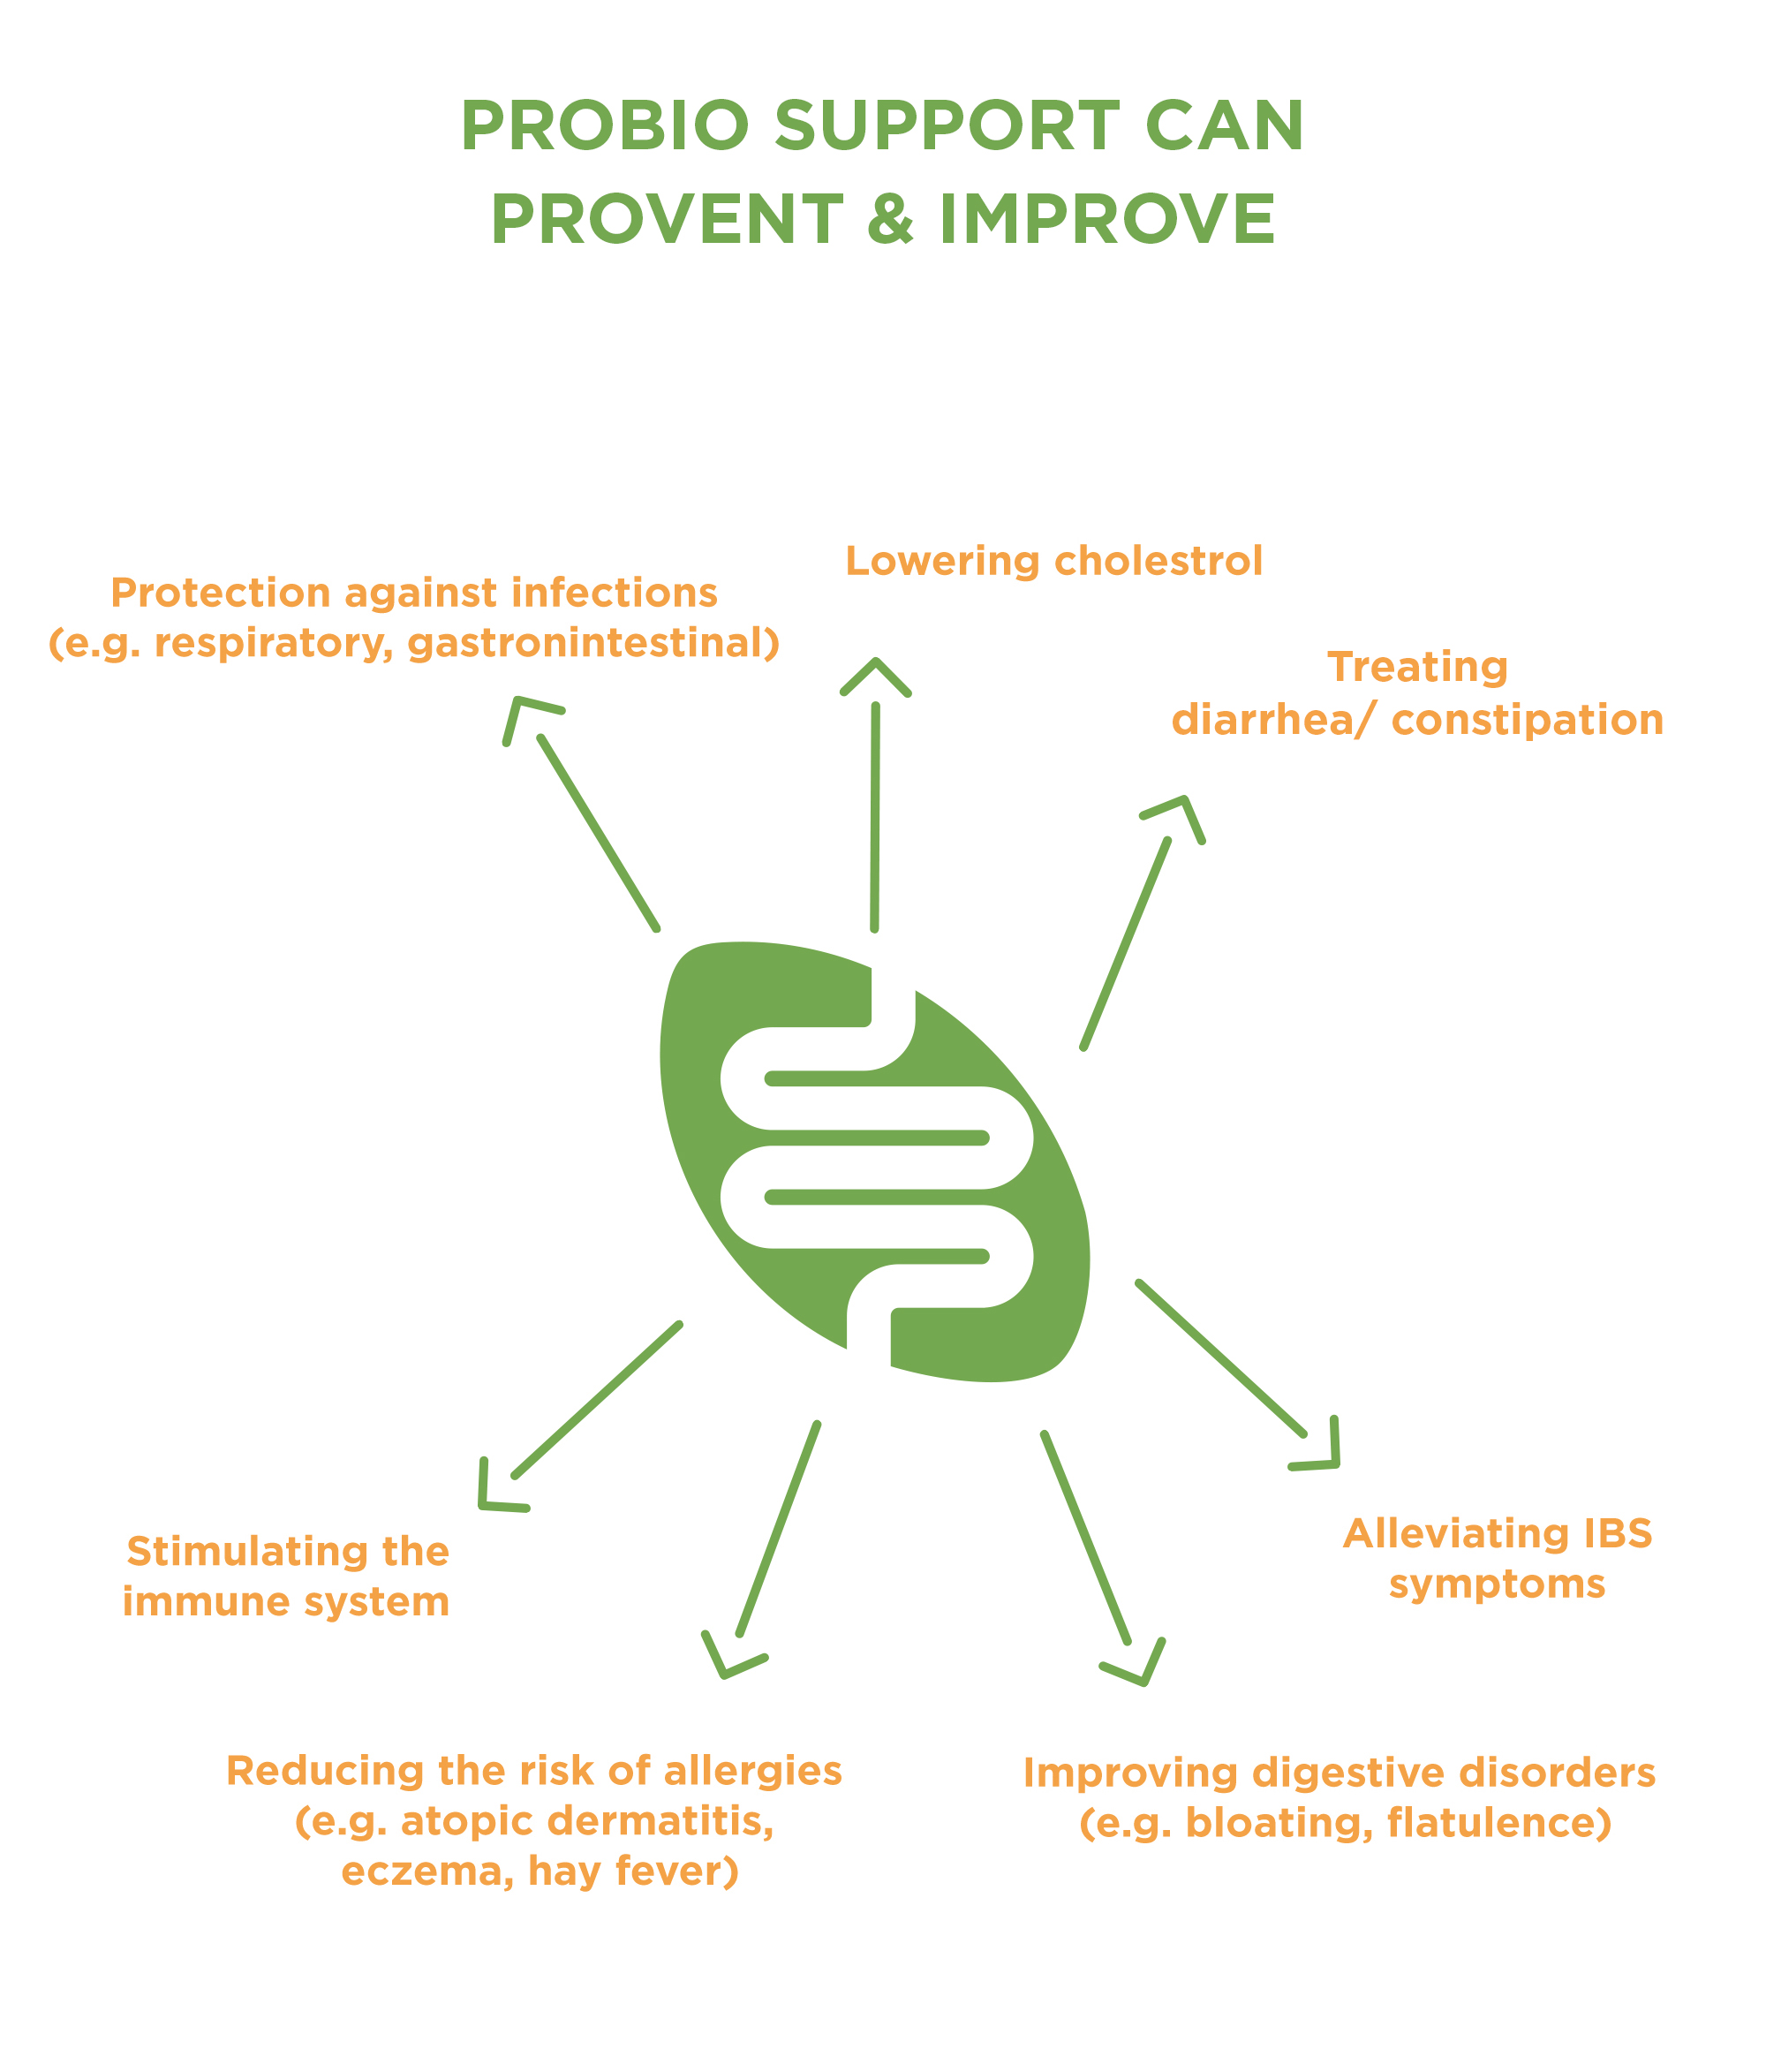 PROBIO SUPPORT CAN
PROVENT & IMPROVE
Lowering cholestrol
Protection against infections
(e.g. respiratory, gastronintestinal)
Treating
diarrhea/ constipation
Stimulating the
immune system
Alleviating IBS
symptoms
Reducing the risk of allergies
(e.g. atopic dermatitis,
eczema, hay fever)
Improving digestive disorders
(e.g. bloating, flatulence)